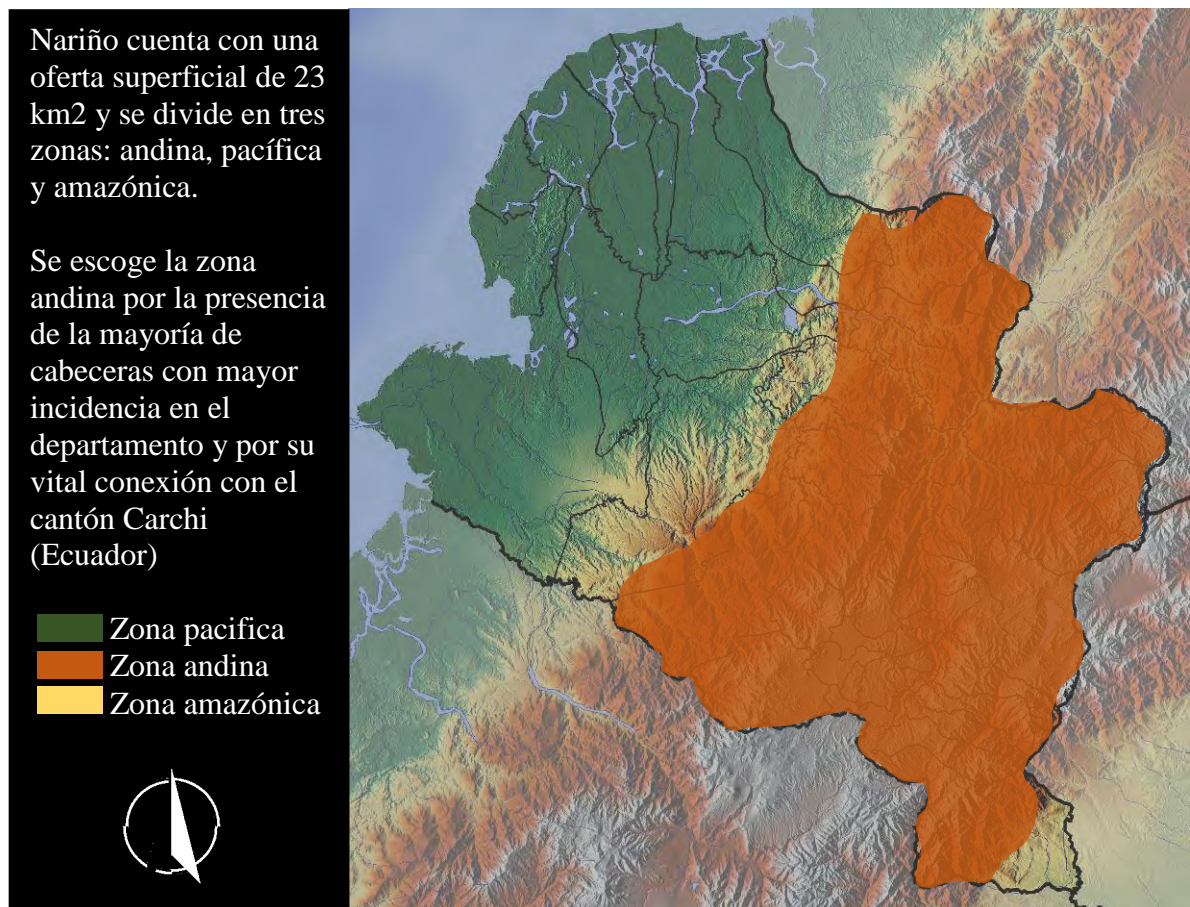 Nariño cuenta con una
oferta superficial de 23
km2 y se divide en tres
zonas: andina, pacífica
y amazónica.
Se escoge la zona
andina por la presencia
de la mayoría de
cabeceras con mayor
incidencia en el
departamento y por su
vital conexión con el
cantón Carchi
(Ecuador)
Zona pacifica
Zona andina
Zona amazónica